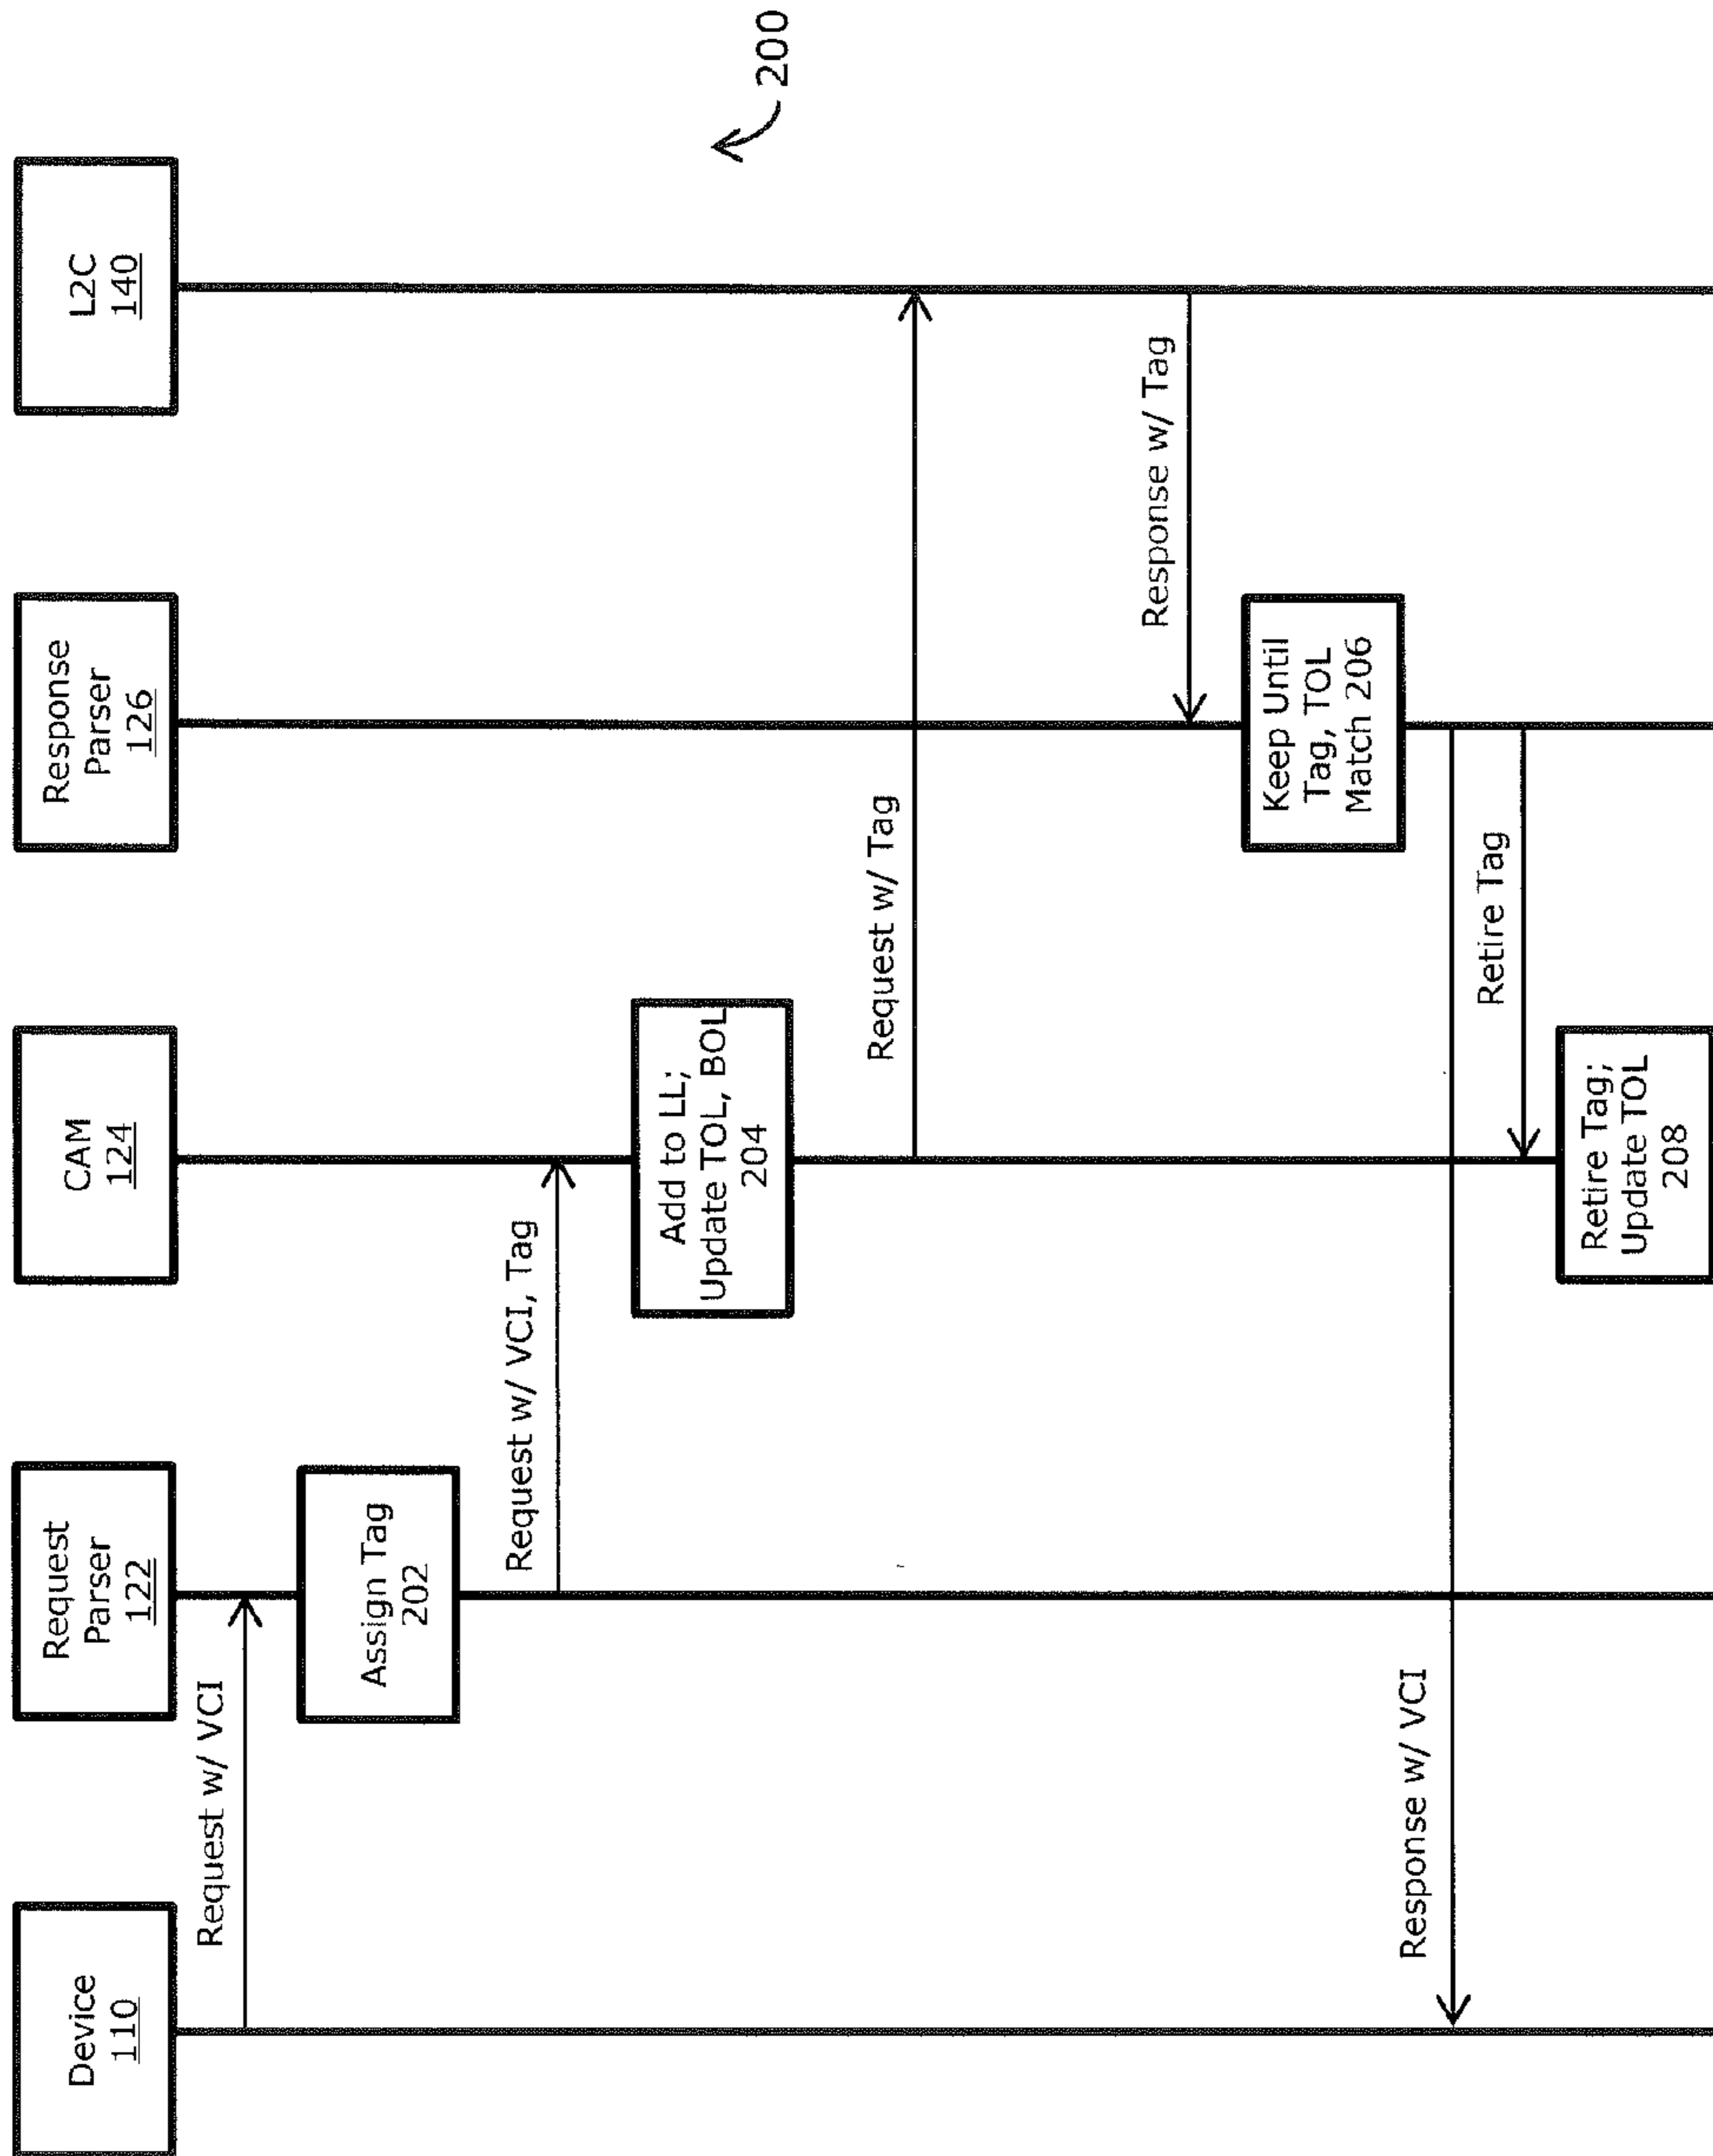 Device
110
Request
Parser
122
CAM
124
Response
Parser
126
L2C
140
Request w/ VCI
Assign Tag
202
Request w/ VCI, Tag
Add to LL;
Update TOL, BOL
204
Request w/ Tag
200
Response w/ Tag
Keep Until
Tag, TOL
Match 206
Response w/ VCI
Retire Tag
Retire Tag;
Update TOL
208